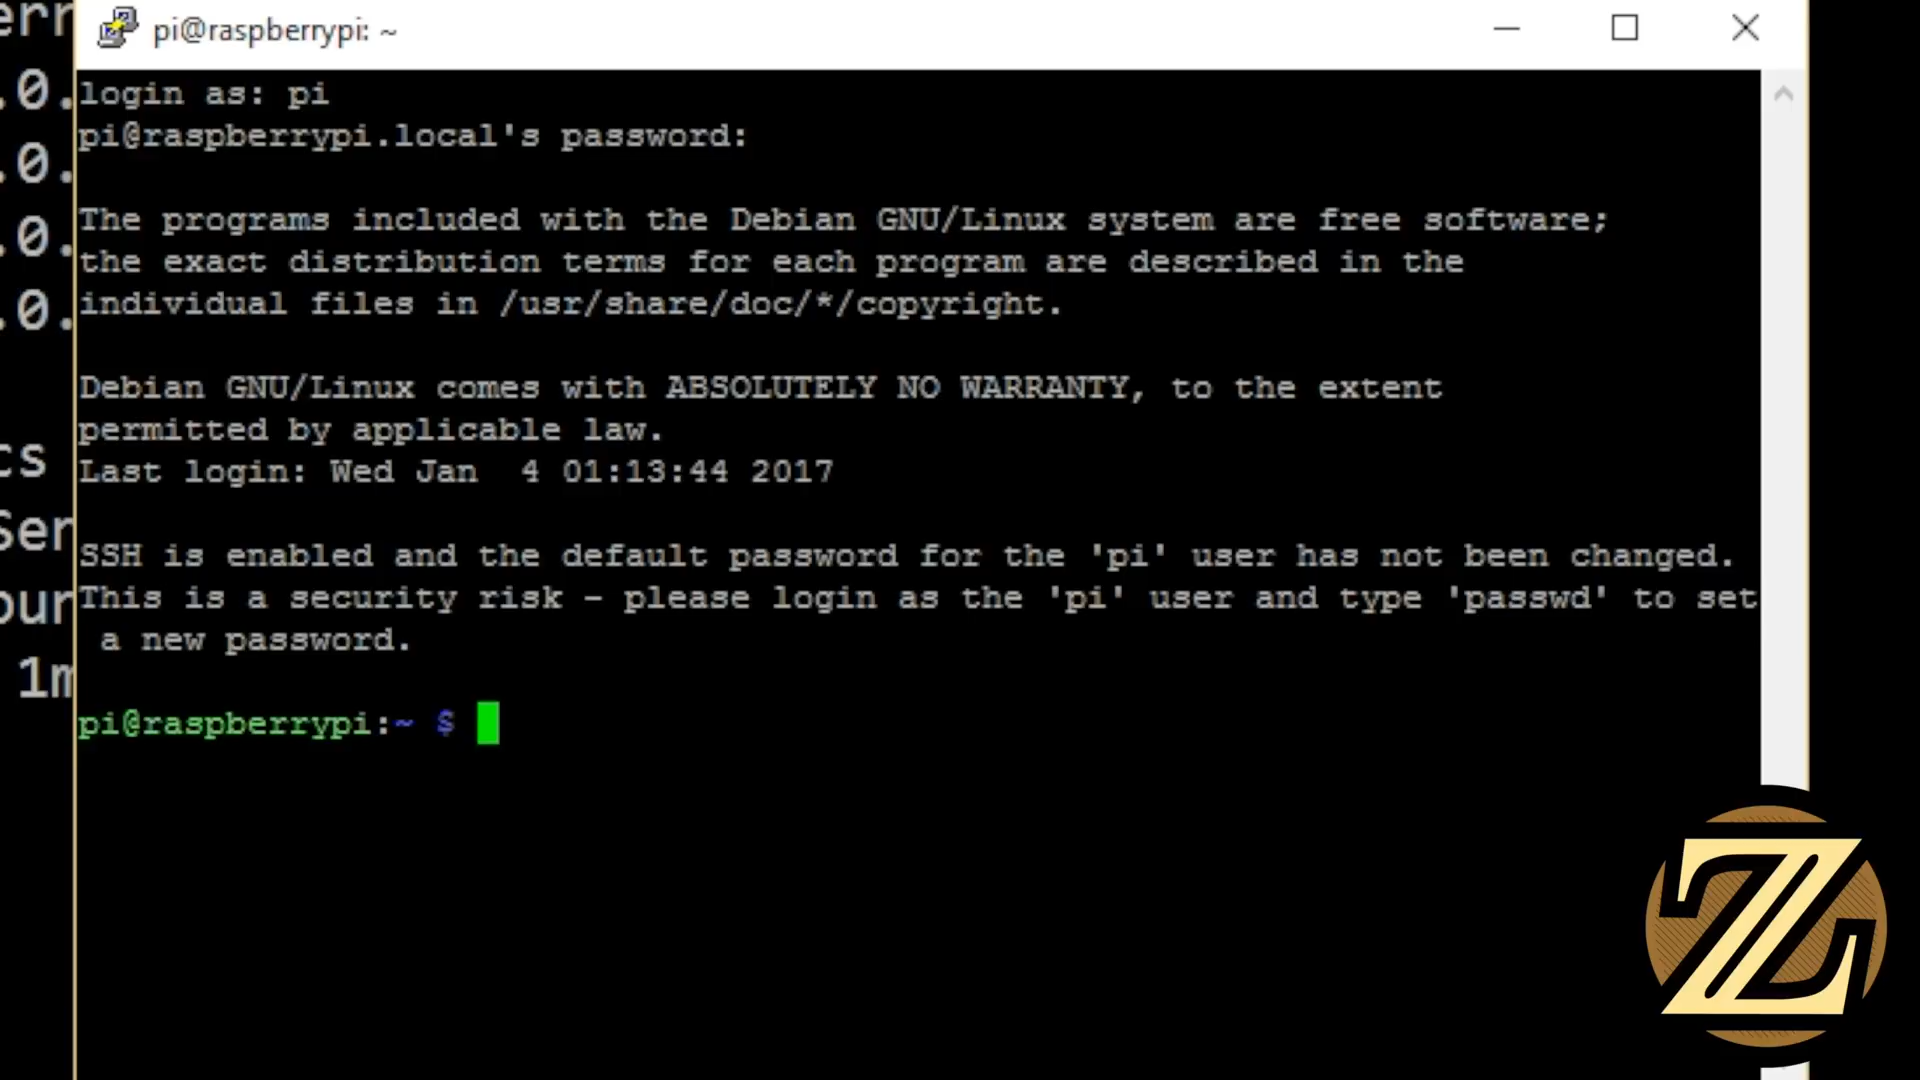 pi@raspberrypi: ~
login as: pi
pi@raspberrypi.local's password:
The programs included with the Debian GNU/Linux system are free software;
the exact distribution terms for each program are described in the
individual files in /usr/share/doc/*/copyright.
Debian GNU/Linux comes with ABSOLUTELY NO WARRANTY, to the extent
permitted by applicable law.
Last login: Wed Jan  4 01:13:44 2017
SSH is enabled and the default password for the 'pi' user has not been changed.
This is a security risk - please login as the 'pi' user and type 'passwd' to set
 a new password.
pi@raspberrypi:~ $
.0.
.0.
.0.
.0.
Z